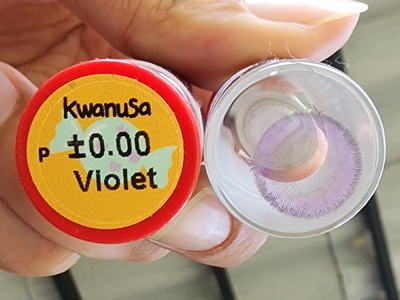 KwanuSa
P ±0.00
Violet